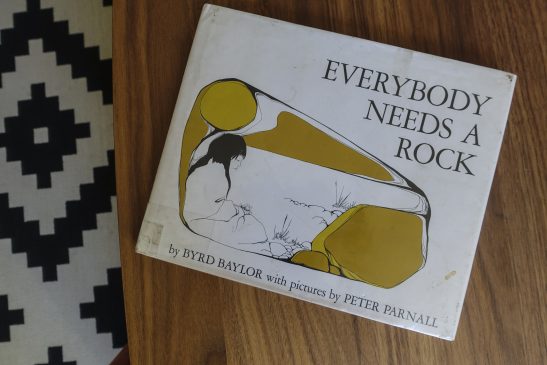 EVERYBODY
NEEDS A
ROCK
by BYRD BAYLOR with pictures by PETER PARNALL